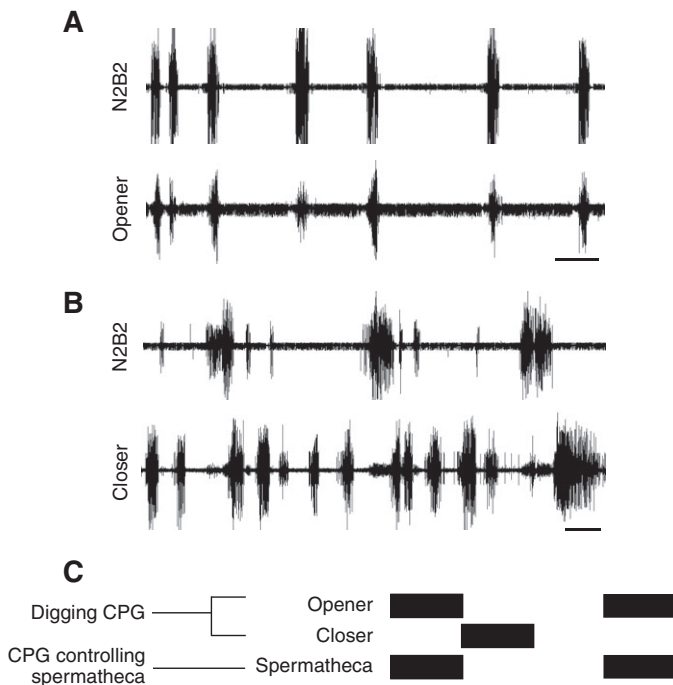 A
N2B2
Opener
B
N2B2
Closer
C
Digging CPG
Opener
Closer
CPG controlling
spermatheca
Spermatheca